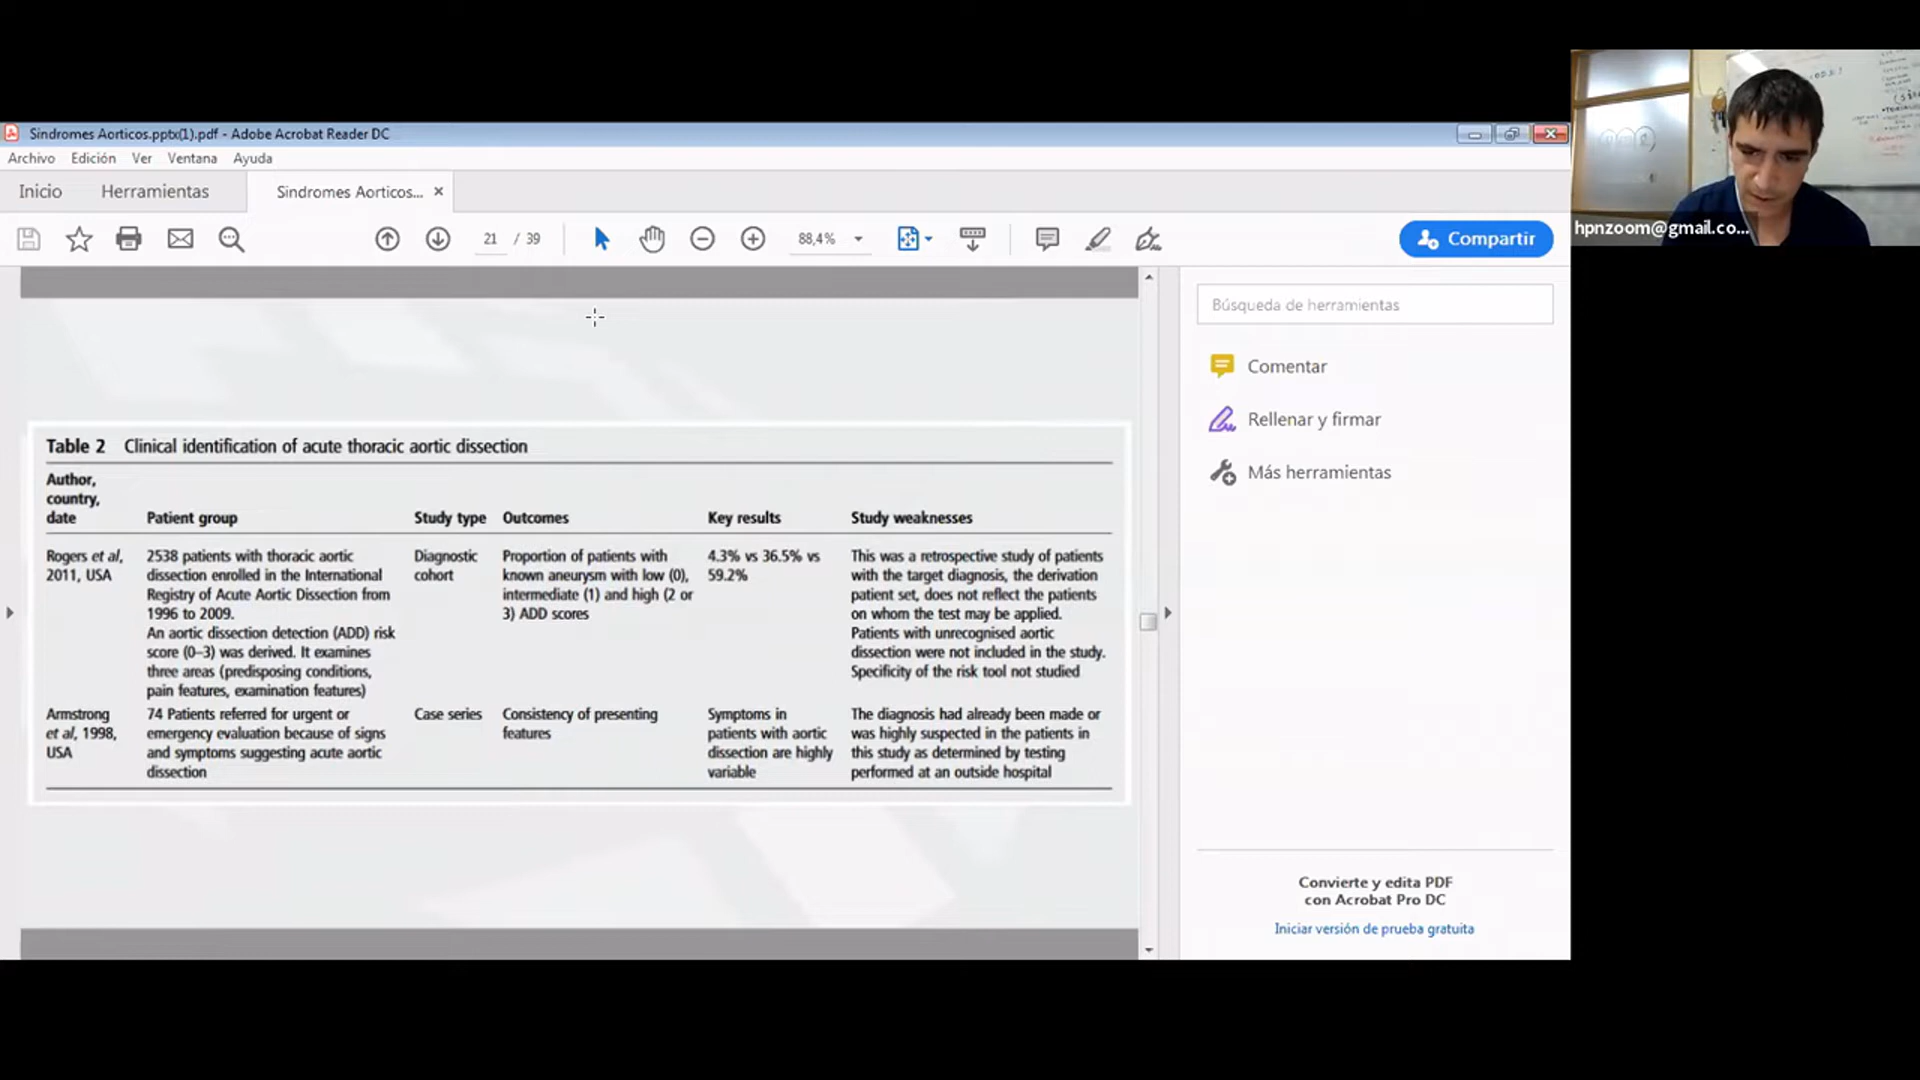 Sindromes Aorticos.pptx(1).pdf - Adobe Acrobat Reader DC
Archivo Edición Ver Ventana Ayuda
Inicio Herramientas Sindromes Aorticos... ×
21 / 39 88,4% Compartir
hpnzoom@gmail.co...
Búsqueda de herramientas
Comentar
Rellenar y firmar
Más herramientas
Convierte y edita PDF
con Acrobat Pro DC
Iniciar versión de prueba gratuita
Table 2 Clinical identification of acute thoracic aortic dissection
Author,
country,
date Patient group Study type Outcomes Key results Study weaknesses
Rogers et al, 2538 patients with thoracic aortic Diagnostic Proportion of patients with 4.3% vs 36.5% vs This was a retrospective study of patients
2011, USA dissection enrolled in the International cohort known aneurysm with low (0), 59.2% with the target diagnosis, the derivation
Registry of Acute Aortic Dissection from intermediate (1) and high (2 or patient set, does not reflect the patients
1996 to 2009. 3) ADD scores on whom the test may be applied.
An aortic dissection detection (ADD) risk Patients with unrecognised aortic
score (0–3) was derived. It examines dissection were not included in the study.
three areas (predisposing conditions, Specificity of the risk tool not studied
pain features, examination features)
Armstrong 74 Patients referred for urgent or Case series Consistency of presenting Symptoms in The diagnosis had already been made or
et al, 1998, emergency evaluation because of signs features patients with aortic was highly suspected in the patients in
USA and symptoms suggesting acute aortic dissection are highly this study as determined by testing
dissection variable performed at an outside hospital